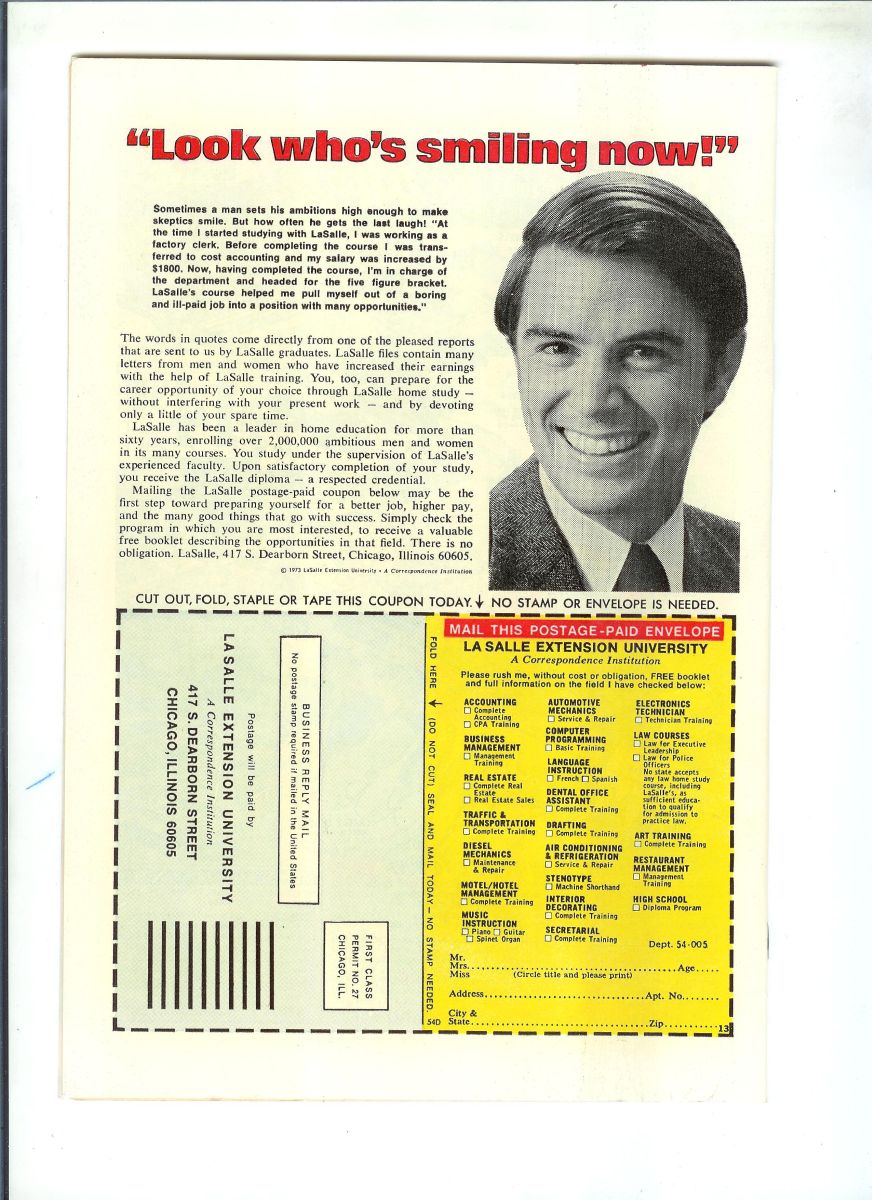 “Look who’s smiling now!”
Sometimes a man sets his ambitions high enough to make
skeptics smile. But how often he gets the last laugh! "At
the time I started studying with LaSalle, I was working as a
factory clerk. Before completing the course I was trans-
ferred to cost accounting and my salary was increased by
$1800. Now, having completed the course, I'm in charge of
the department and headed for the five figure bracket.
LaSalle's course helped me pull myself out of a boring
and ill-paid job into a position with many opportunities."
The words in quotes come directly from one of the pleased reports
that are sent to us by LaSalle graduates. LaSalle files contain many
letters from men and women who have increased their earnings
with the help of LaSalle training. You, too, can prepare for the
career opportunity of your choice through LaSalle home study —
without interfering with your present work — and by devoting
only a little of your spare time.
LaSalle has been a leader in home education for more than
sixty years, enrolling over 2,000,000 ambitious men and women
in its many courses. You study under the supervision of LaSalle's
experienced faculty. Upon satisfactory completion of your study,
you receive the LaSalle diploma — a respected credential.
Mailing the LaSalle postage-paid coupon below may be the
first step toward preparing yourself for a better job, higher pay,
and the many good things that go with success. Simply check the
program in which you are most interested, to receive a valuable
free booklet describing the opportunities in that field. There is no
obligation. LaSalle, 417 S. Dearborn Street, Chicago, Illinois 60605.
© 1973 LaSalle Extension University • A Correspondence Institution
CUT OUT, FOLD, STAPLE OR TAPE THIS COUPON TODAY. NO STAMP OR ENVELOPE IS NEEDED.
BUSINESS REPLY MAIL
No postage stamp required if mailed in the United States
Postage will be paid by
LA SALLE EXTENSION UNIVERSITY
A Correspondence Institution
417 S. DEARBORN STREET
CHICAGO, ILLINOIS 60605
FIRST CLASS
PERMIT NO. 27
CHICAGO, ILL.
FOLD HERE (DO NOT CUT) SEAL AND MAIL TODAY — NO STAMP NEEDED.
54D
MAIL THIS POSTAGE-PAID ENVELOPE
LA SALLE EXTENSION UNIVERSITY
A Correspondence Institution
Please rush me, without cost or obligation, FREE booklet
and full information on the field I have checked below:
ACCOUNTING
☐ Complete
Accounting
☐ CPA Training
BUSINESS
MANAGEMENT
☐ Management
Training
REAL ESTATE
☐ Complete Real
Estate
☐ Real Estate Sales
TRAFFIC &
TRANSPORTATION
☐ Complete Training
DIESEL
MECHANICS
☐ Maintenance
& Repair
MOTEL/HOTEL
MANAGEMENT
☐ Complete Training
MUSIC
INSTRUCTION
☐ Piano ☐ Guitar
☐ Spinet Organ
AUTOMOTIVE
MECHANICS
☐ Service & Repair
COMPUTER
PROGRAMMING
☐ Basic Training
LANGUAGE
INSTRUCTION
☐ French ☐ Spanish
DENTAL OFFICE
ASSISTANT
☐ Complete Training
DRAFTING
☐ Complete Training
AIR CONDITIONING
& REFRIGERATION
☐ Service & Repair
STENOTYPE
☐ Machine Shorthand
INTERIOR
DECORATING
☐ Complete Training
SECRETARIAL
☐ Complete Training
ELECTRONICS
TECHNICIAN
☐ Technician Training
LAW COURSES
☐ Law for Executive
Leadership
☐ Law for Police
Officers
No state accepts
any law home study
course, including
LaSalle's, as
sufficient educa-
tion to qualify
for admission to
practice law.
ART TRAINING
☐ Complete Training
RESTAURANT
MANAGEMENT
☐ Management
Training
HIGH SCHOOL
☐ Diploma Program
Dept. 54-005
Mr.
Mrs. Age
Miss (Circle title and please print)
Address Apt. No.
City &
State Zip 13